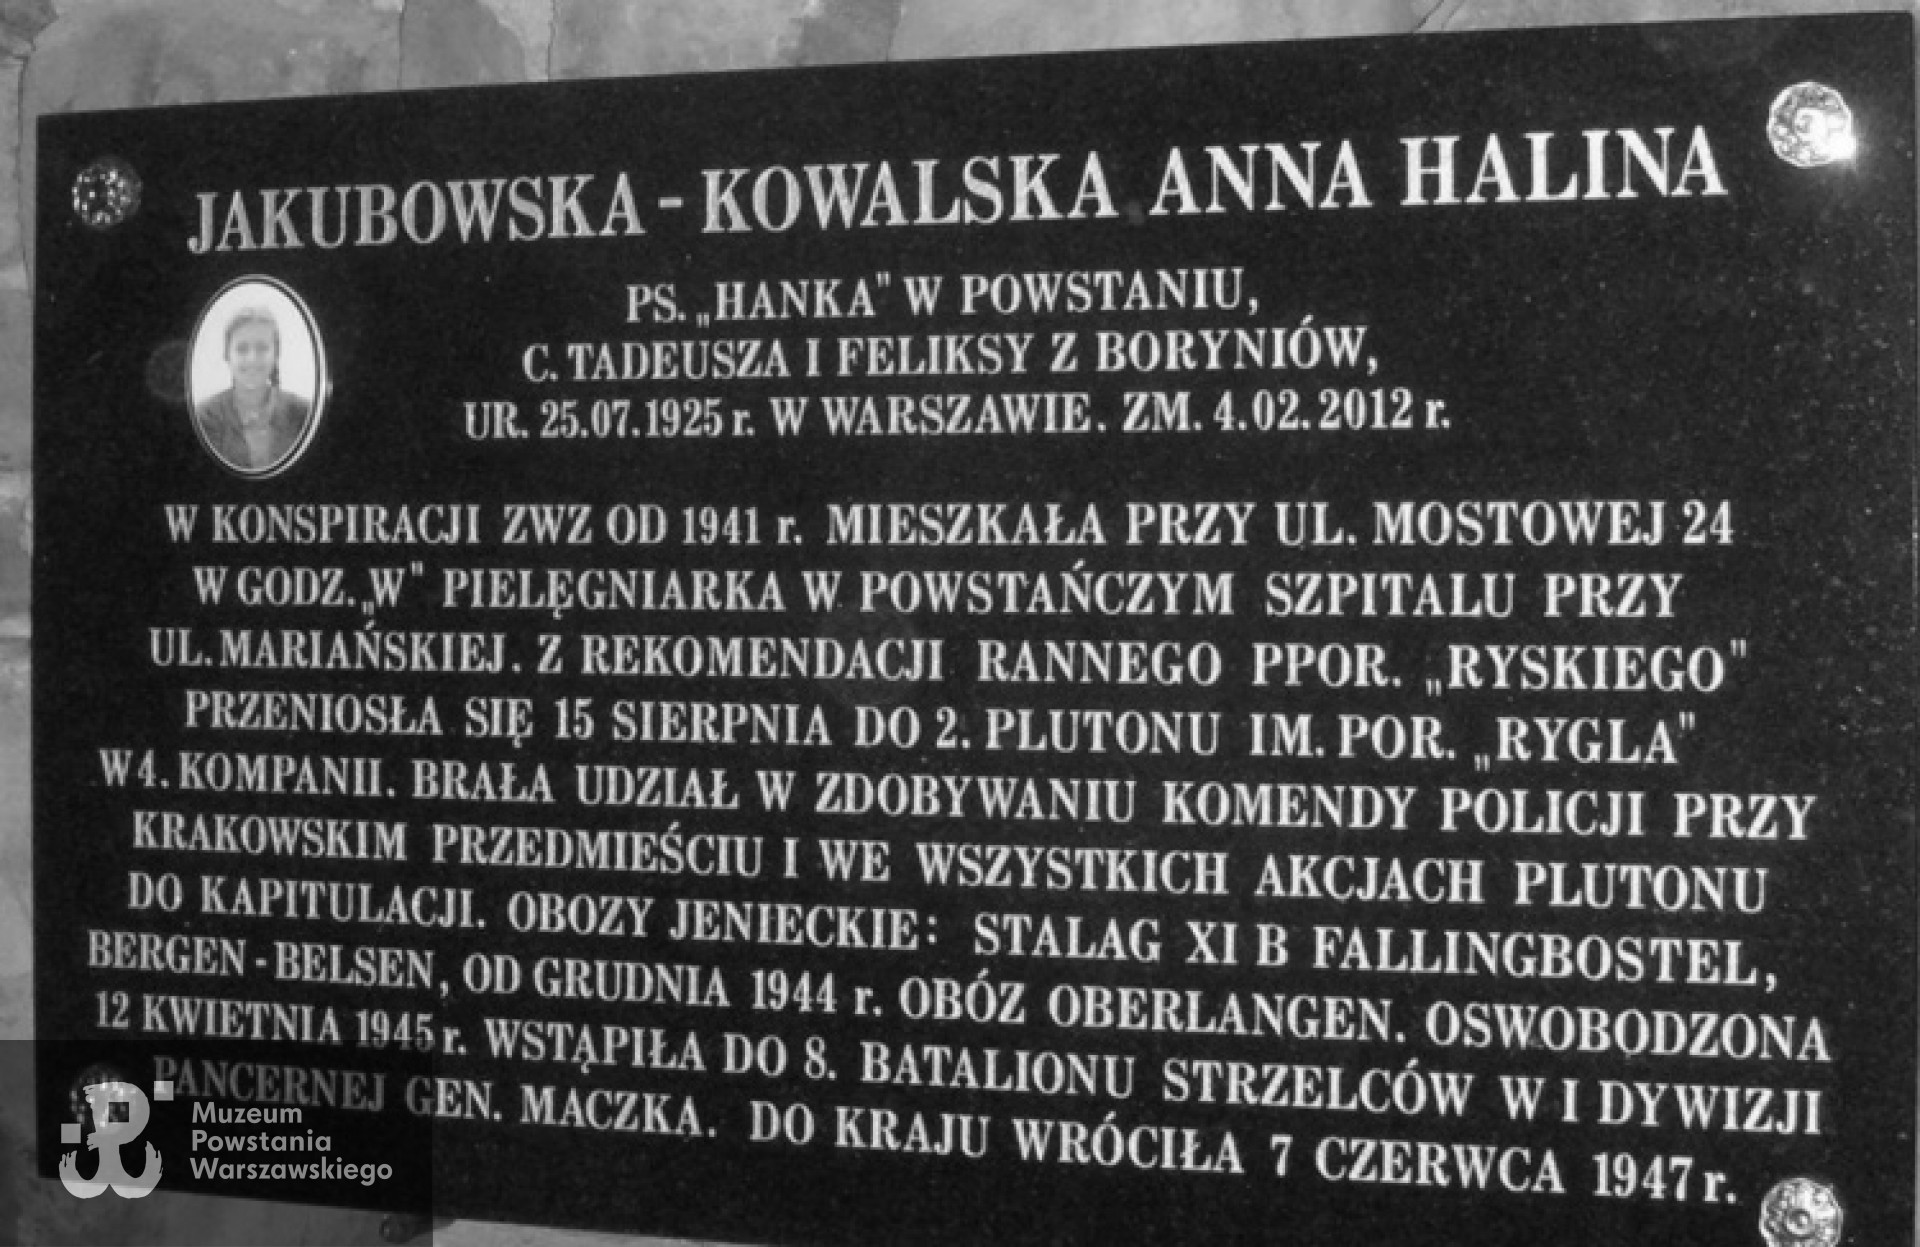 JAKUBOWSKA - KOWALSKA ANNA HALINA
PS. „HANKA" W POWSTANIU,
C. TADEUSZA I FELIKSY Z BORYNIÓW,
UR. 25.07.1925 r. W WARSZAWIE. ZM. 4.02.2012 r.
W KONSPIRACJI ZWZ OD 1941 r. MIESZKAŁA PRZY UL. MOSTOWEJ 24
W GODZ. „W" PIELĘGNIARKA W POWSTAŃCZYM SZPITALU PRZY
UL. MARIAŃSKIEJ. Z REKOMENDACJI RANNEGO PPOR. „RYSKIEGO"
PRZENIOSŁA SIĘ 15 SIERPNIA DO 2. PLUTONU IM. POR. „RYGLA"
W 4. KOMPANII. BRAŁA UDZIAŁ W ZDOBYWANIU KOMENDY POLICJI PRZY
KRAKOWSKIM PRZEDMIEŚCIU I WE WSZYSTKICH AKCJACH PLUTONU
DO KAPITULACJI. OBOZY JENIECKIE: STALAG XI B FALLINGBOSTEL,
BERGEN - BELSEN, OD GRUDNIA 1944 r. OBÓZ OBERLANGEN. OSWOBODZONA
12 KWIETNIA 1945 r. WSTĄPIŁA DO 8. BATALIONU STRZELCÓW W I DYWIZJI
PANCERNEJ GEN. MACZKA. DO KRAJU WRÓCIŁA 7 CZERWCA 1947 r.
Muzeum
Powstania
Warszawskiego